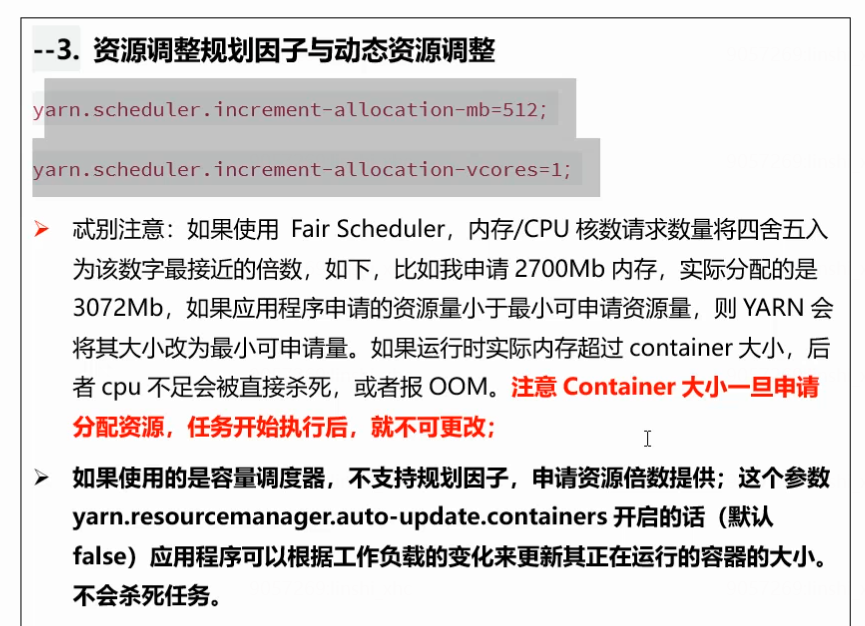 --3. 资源调整规划因子与动态资源调整
yarn.scheduler.increment-allocation-mb=512;
yarn.scheduler.increment-allocation-vcores=1;
➢ 忒别注意：如果使用 Fair Scheduler，内存/CPU 核数请求数量将四舍五入
为该数字最接近的倍数，如下，比如我申请 2700Mb 内存，实际分配的是
3072Mb，如果应用程序申请的资源量小于最小可申请资源量，则 YARN 会
将其大小改为最小可申请量。如果运行时实际内存超过 container 大小，后
者 cpu 不足会被直接杀死，或者报 OOM。注意 Container 大小一旦申请
分配资源，任务开始执行后，就不可更改；
➢ 如果使用的是容量调度器，不支持规划因子，申请资源倍数提供；这个参数
yarn.resourcemanager.auto-update.containers 开启的话（默认
false）应用程序可以根据工作负载的变化来更新其正在运行的容器的大小。
不会杀死任务。